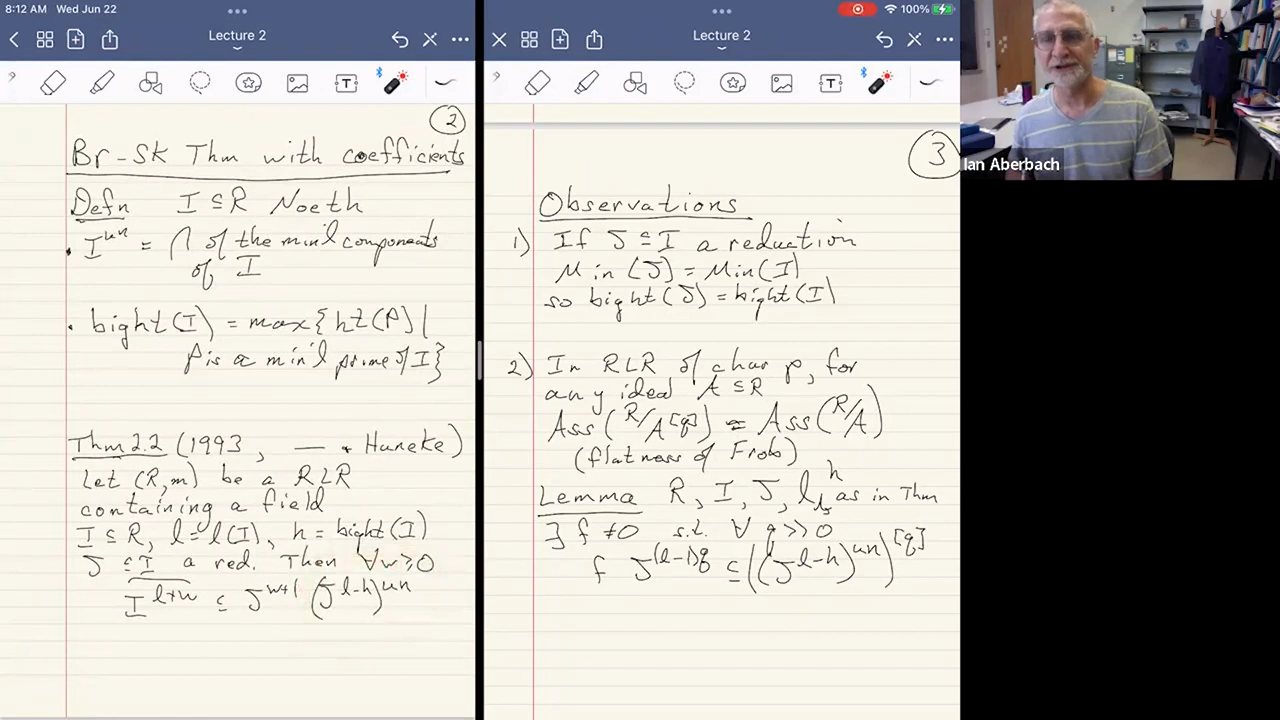 8:12 AM Wed Jun 22
100%
Lecture 2
Lecture 2
T
T
Ian Aberbach
2
Br-Sk Thm with coefficients
Defn I ⊆ R Noeth
• I^{un} = ∩ of the min'l components
of I
• bight(I) = max{ht(P) |
P is a min'l prime of I}
Thm 2.2 (1993, — + Huneke)
Let (R,m) be a RLR
containing a field
I ⊆ R, l = l(I), h = bight(I)
J ⊆ I a red. Then ∀w ≥ 0
\overline{I^{l+w}} ⊆ J^{w+1} (J^{l-h})^{un}
3
Observations
1) If J ⊆ I a reduction
Min(J) = Min(I)
so bight(J) = bight(I)
2) In RLR of char p, for
any ideal A ⊆ R
Ass(R/A^{[q]}) = Ass(R/A)
(flatness of Frob)
Lemma R, I, J, l, h as in Thm
∃ f ≠ 0 s.t. ∀ q >> 0
f J^{(l-1)q} ⊆ ((J^{l-h})^{un})^{[q]}